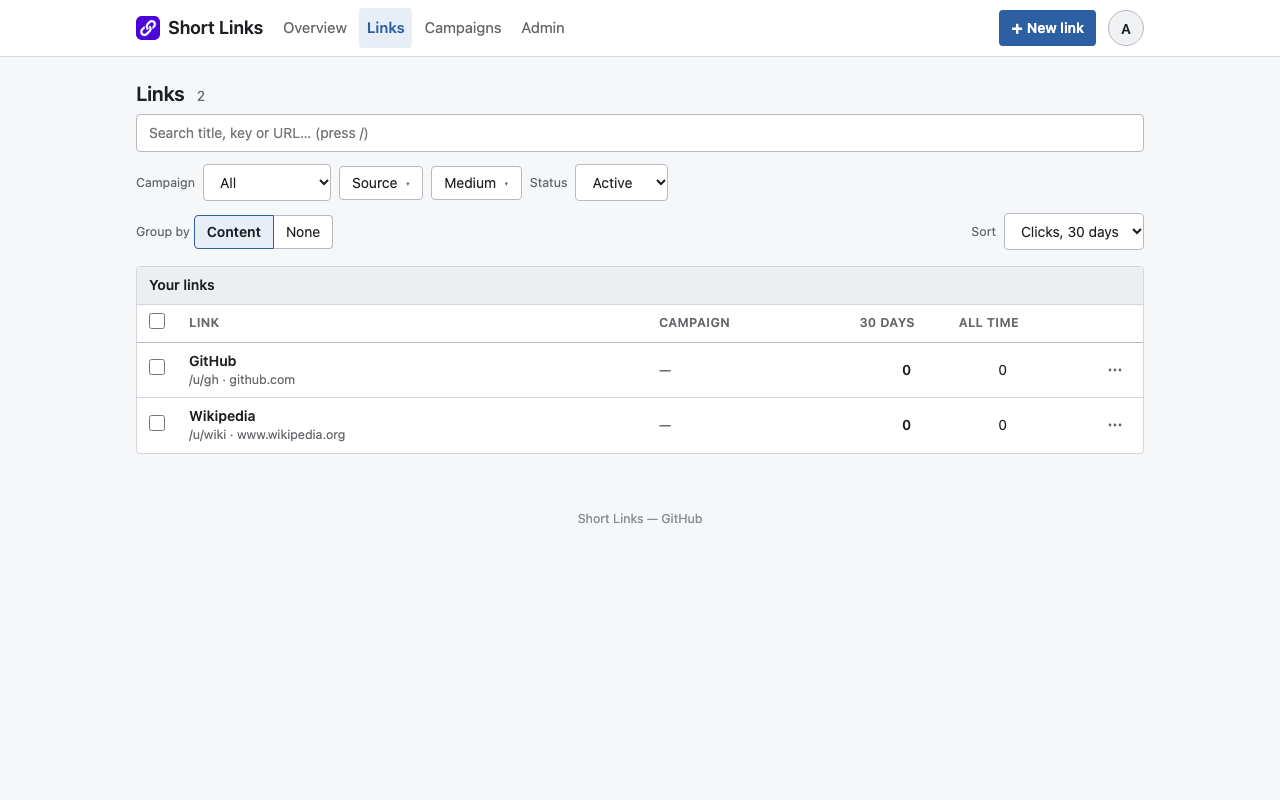 Short Links Overview Links Campaigns Admin + New link A
Links 2
Search title, key or URL... (press /)
Campaign All Source Medium Status Active
Group by Content None Sort Clicks, 30 days
Your links
LINK CAMPAIGN 30 DAYS ALL TIME
GitHub
/u/gh · github.com — 0 0 ···
Wikipedia
/u/wiki · www.wikipedia.org — 0 0 ···
Short Links — GitHub